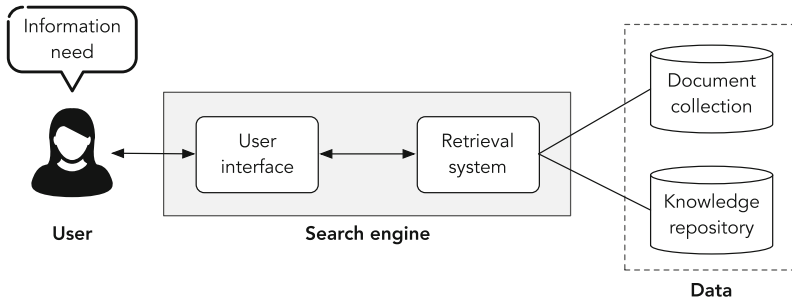 Information
need
User
User
interface
Retrieval
system
Search engine
Document
collection
Knowledge
repository
Data